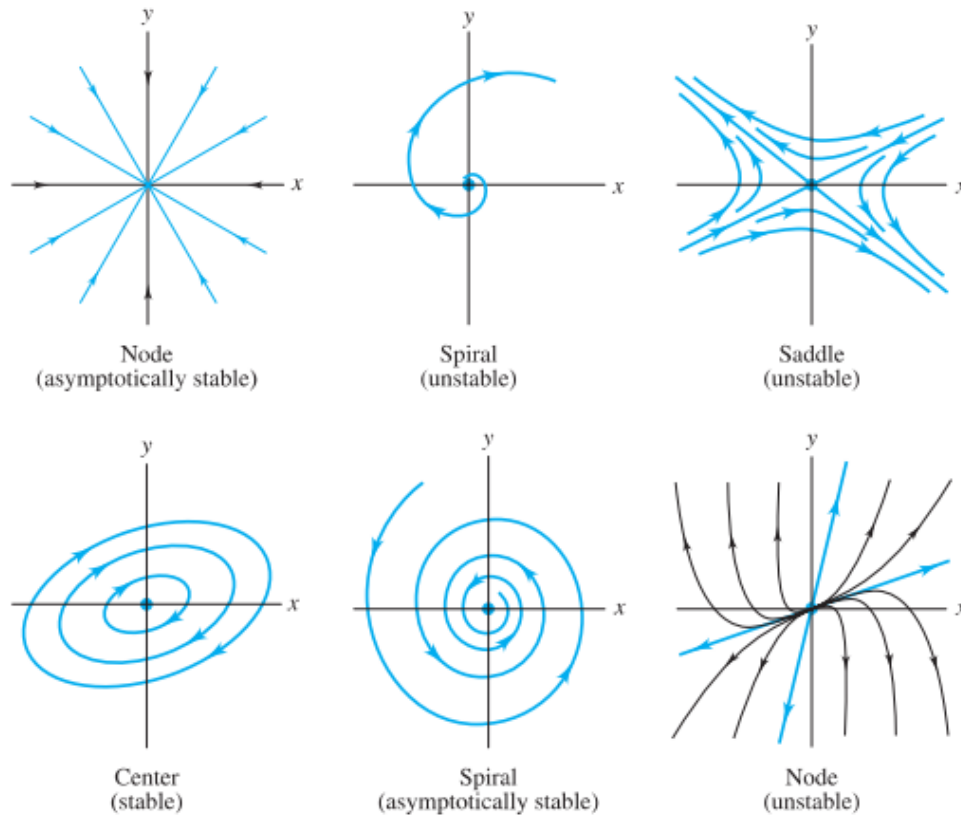 y
x
Node
(asymptotically stable)
y
x
Spiral
(unstable)
y
x
Saddle
(unstable)
y
x
Center
(stable)
y
x
Spiral
(asymptotically stable)
y
x
Node
(unstable)